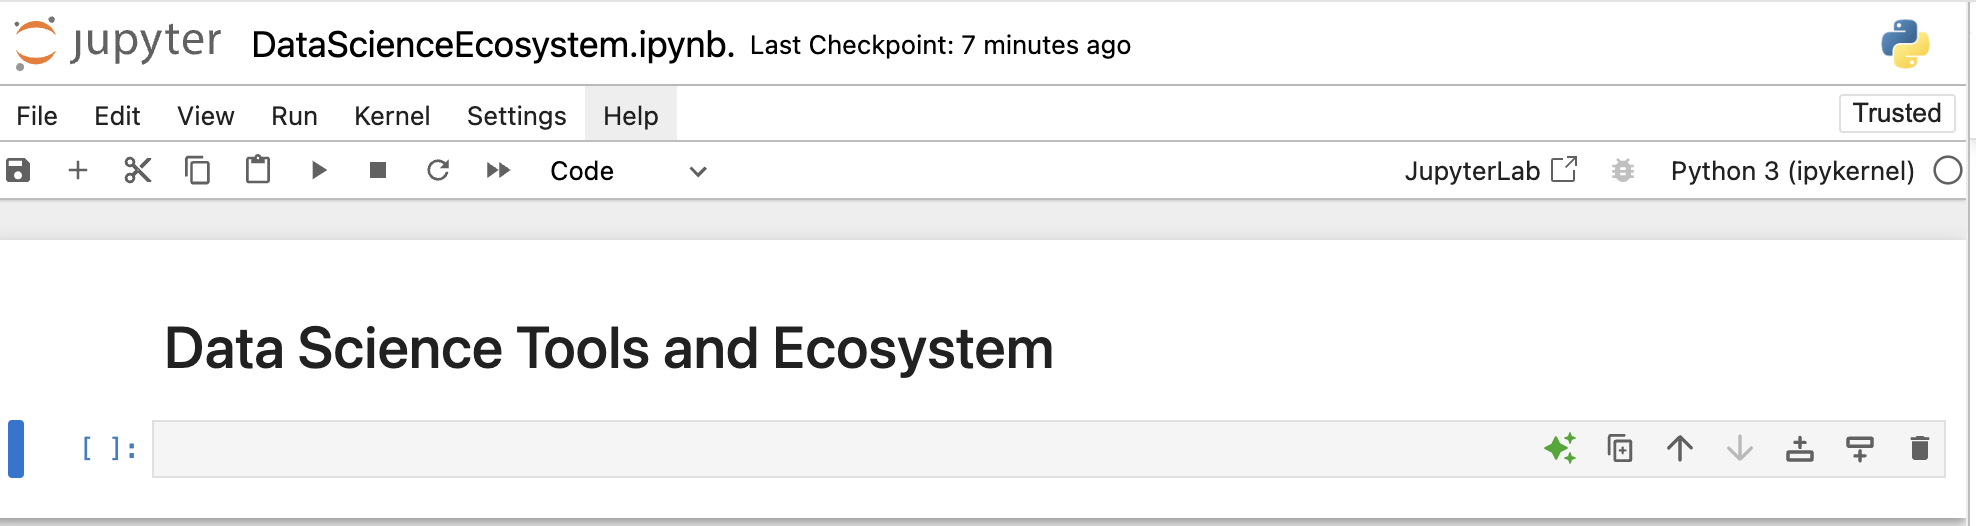 jupyter DataScienceEcosystem.ipynb. Last Checkpoint: 7 minutes ago
File Edit View Run Kernel Settings Help Trusted
Code JupyterLab Python 3 (ipykernel)
Data Science Tools and Ecosystem
[ ]: